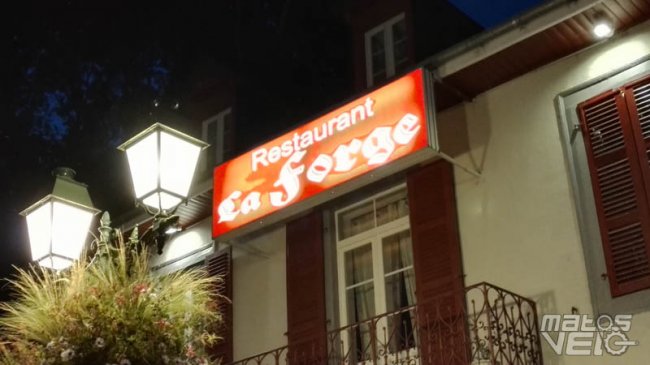 Restaurant
La Forge
MATOS
VELO